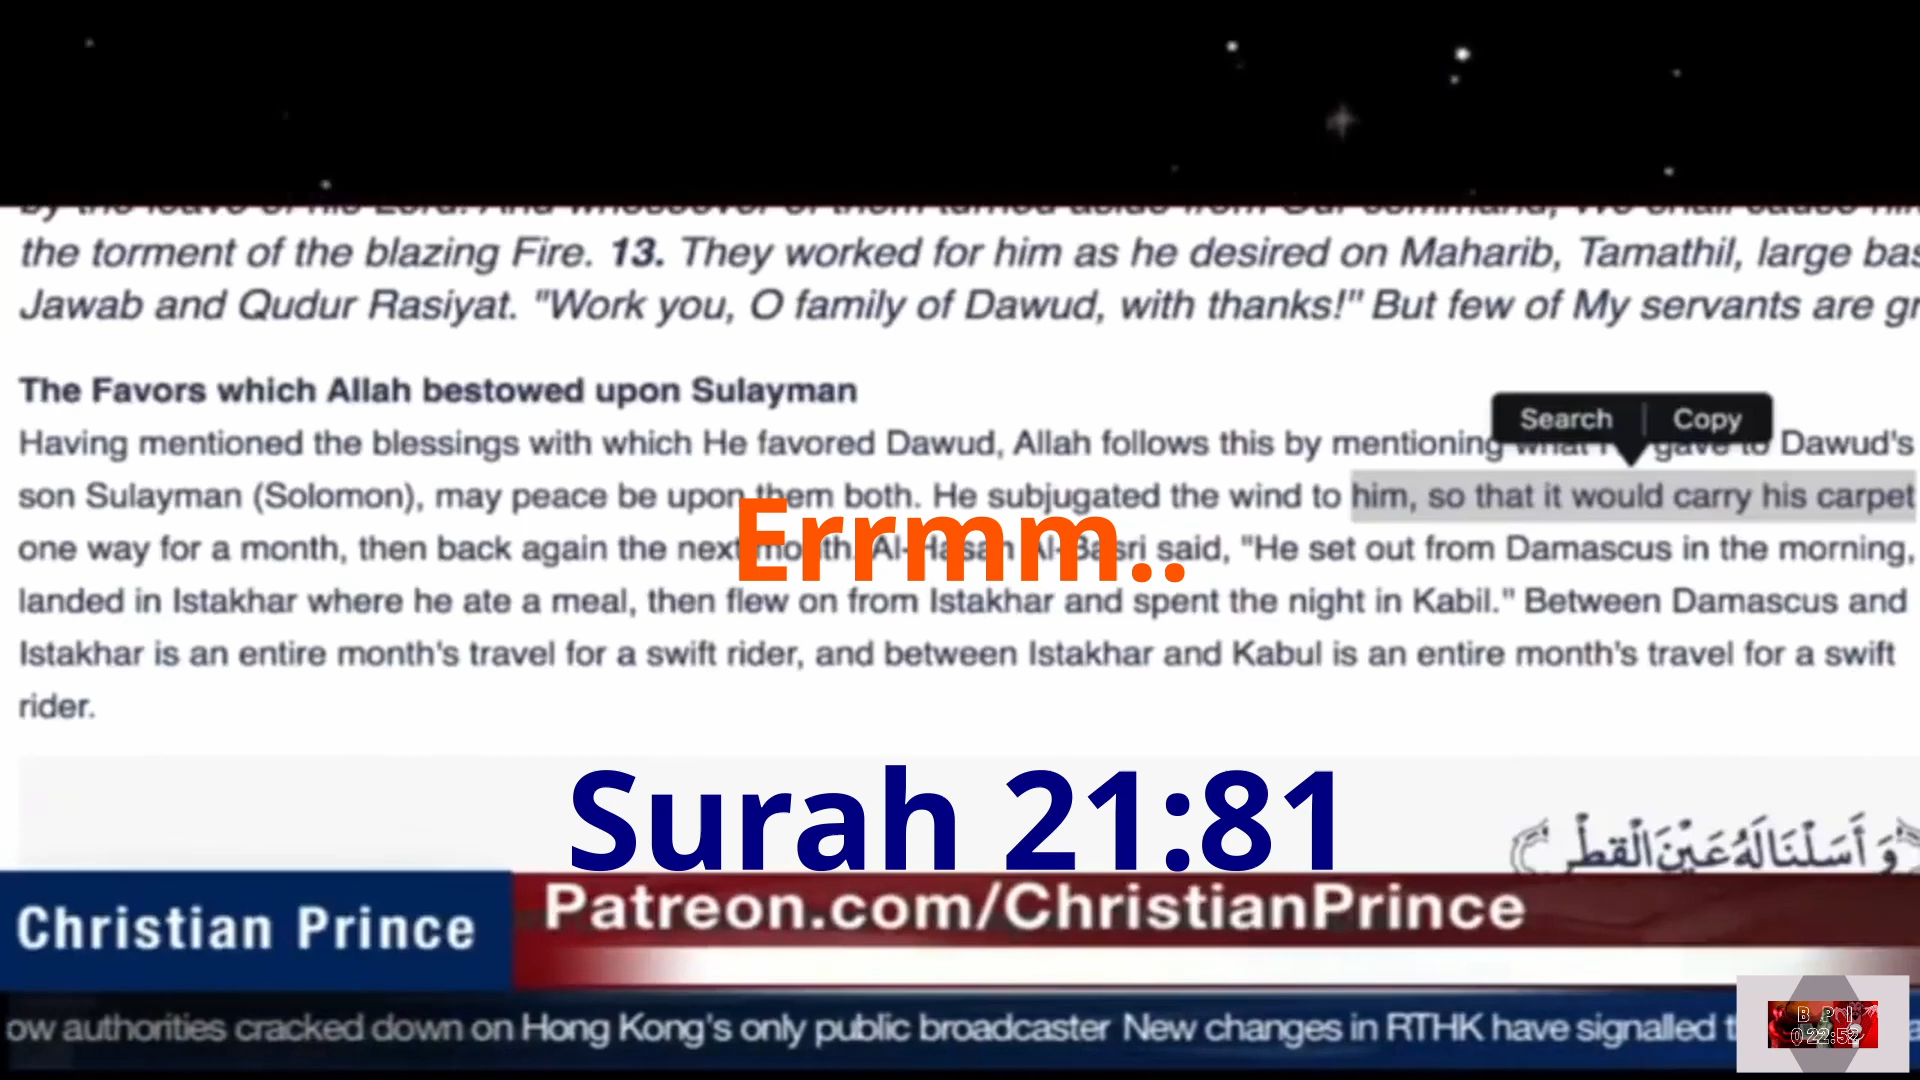 the torment of the blazing Fire. 13. They worked for him as he desired on Maharib, Tamathil, large bas
Jawab and Qudur Rasiyat. "Work you, O family of Dawud, with thanks!" But few of My servants are gr
The Favors which Allah bestowed upon Sulayman
Search Copy
Having mentioned the blessings with which He favored Dawud, Allah follows this by mentioning what gave to Dawud's
son Sulayman (Solomon), may peace be upon them both. He subjugated the wind to him, so that it would carry his carpet
Errmm..
one way for a month, then back again the next month. Al-Hasan Al-Basri said, "He set out from Damascus in the morning,
landed in Istakhar where he ate a meal, then flew on from Istakhar and spent the night in Kabil." Between Damascus and
Istakhar is an entire month's travel for a swift rider, and between Istakhar and Kabul is an entire month's travel for a swift
rider.
Surah 21:81
وَأَسَلْنَا لَهُ عَيْنَ الْقِطْرِ
Patreon.com/ChristianPrince
Christian Prince
ow authorities cracked down on Hong Kong's only public broadcaster New changes in RTHK have signalled t
B P I